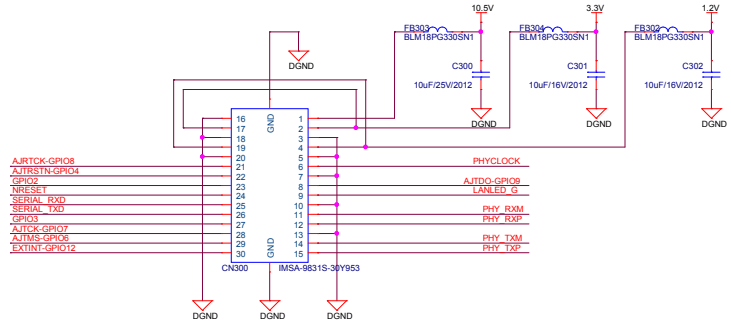 10.5V 3.3V 1.2V
FB303 FB304 FB302
BLM18PG330SN1 BLM18PG330SN1 BLM18PG330SN1
DGND
C300 C301 C302
10uF/25V/2012 10uF/16V/2012 10uF/16V/2012
DGND DGND DGND
GND
16 1
17 2
18 3
19 4
20 5
AJRTCK-GPIO8 21 6 PHYCLOCK
AJTRSTN-GPIO4 22 7
GPIO2 23 8 AJTDO-GPIO9
NRESET 24 9 LANLED_G
SERIAL_RXD 25 10
SERIAL_TXD 26 11 PHY_RXM
GPIO3 27 12 PHY_RXP
AJTCK-GPIO7 28 13
AJTMS-GPIO6 29 14 PHY_TXM
EXTINT-GPIO12 30 15 PHY_TXP
GND
CN300 IMSA-9831S-30Y953
DGND DGND DGND